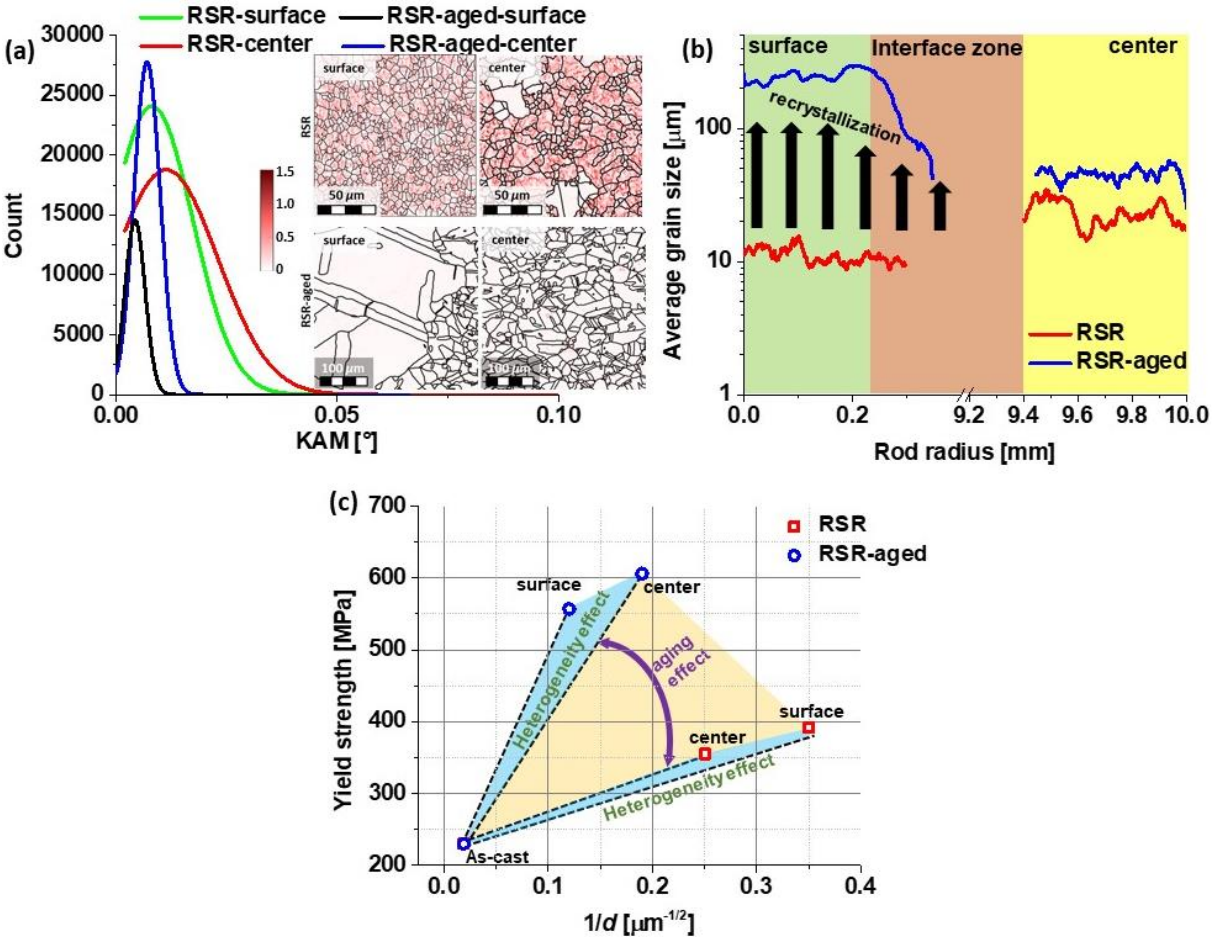 (a)
RSR-surface
RSR-aged-surface
RSR-center
RSR-aged-center
30000
25000
20000
15000
10000
5000
0
Count
0.00
0.05
0.10
KAM [°]
1.5
1.0
0.5
0
RSR
surface
50 µm
center
50 µm
RSR-aged
surface
100 µm
center
100 µm
(b)
surface
Interface zone
center
recrystallization
100
10
1
Average grain size [µm]
RSR
RSR-aged
0.0
0.2
9.2
9.4
9.6
9.8
10.0
Rod radius [mm]
(c)
700
600
500
400
300
200
Yield strength [MPa]
RSR
RSR-aged
surface
center
Heterogeneity effect
aging
effect
surface
center
Heterogeneity effect
As-cast
0.0
0.1
0.2
0.3
0.4
1/d [µm-1/2]